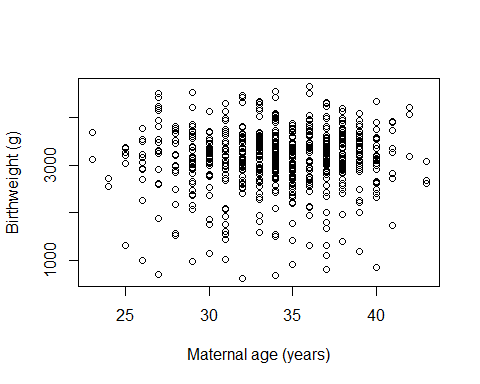 Birthweight (g)
3000
1000
25 30 35 40
Maternal age (years)